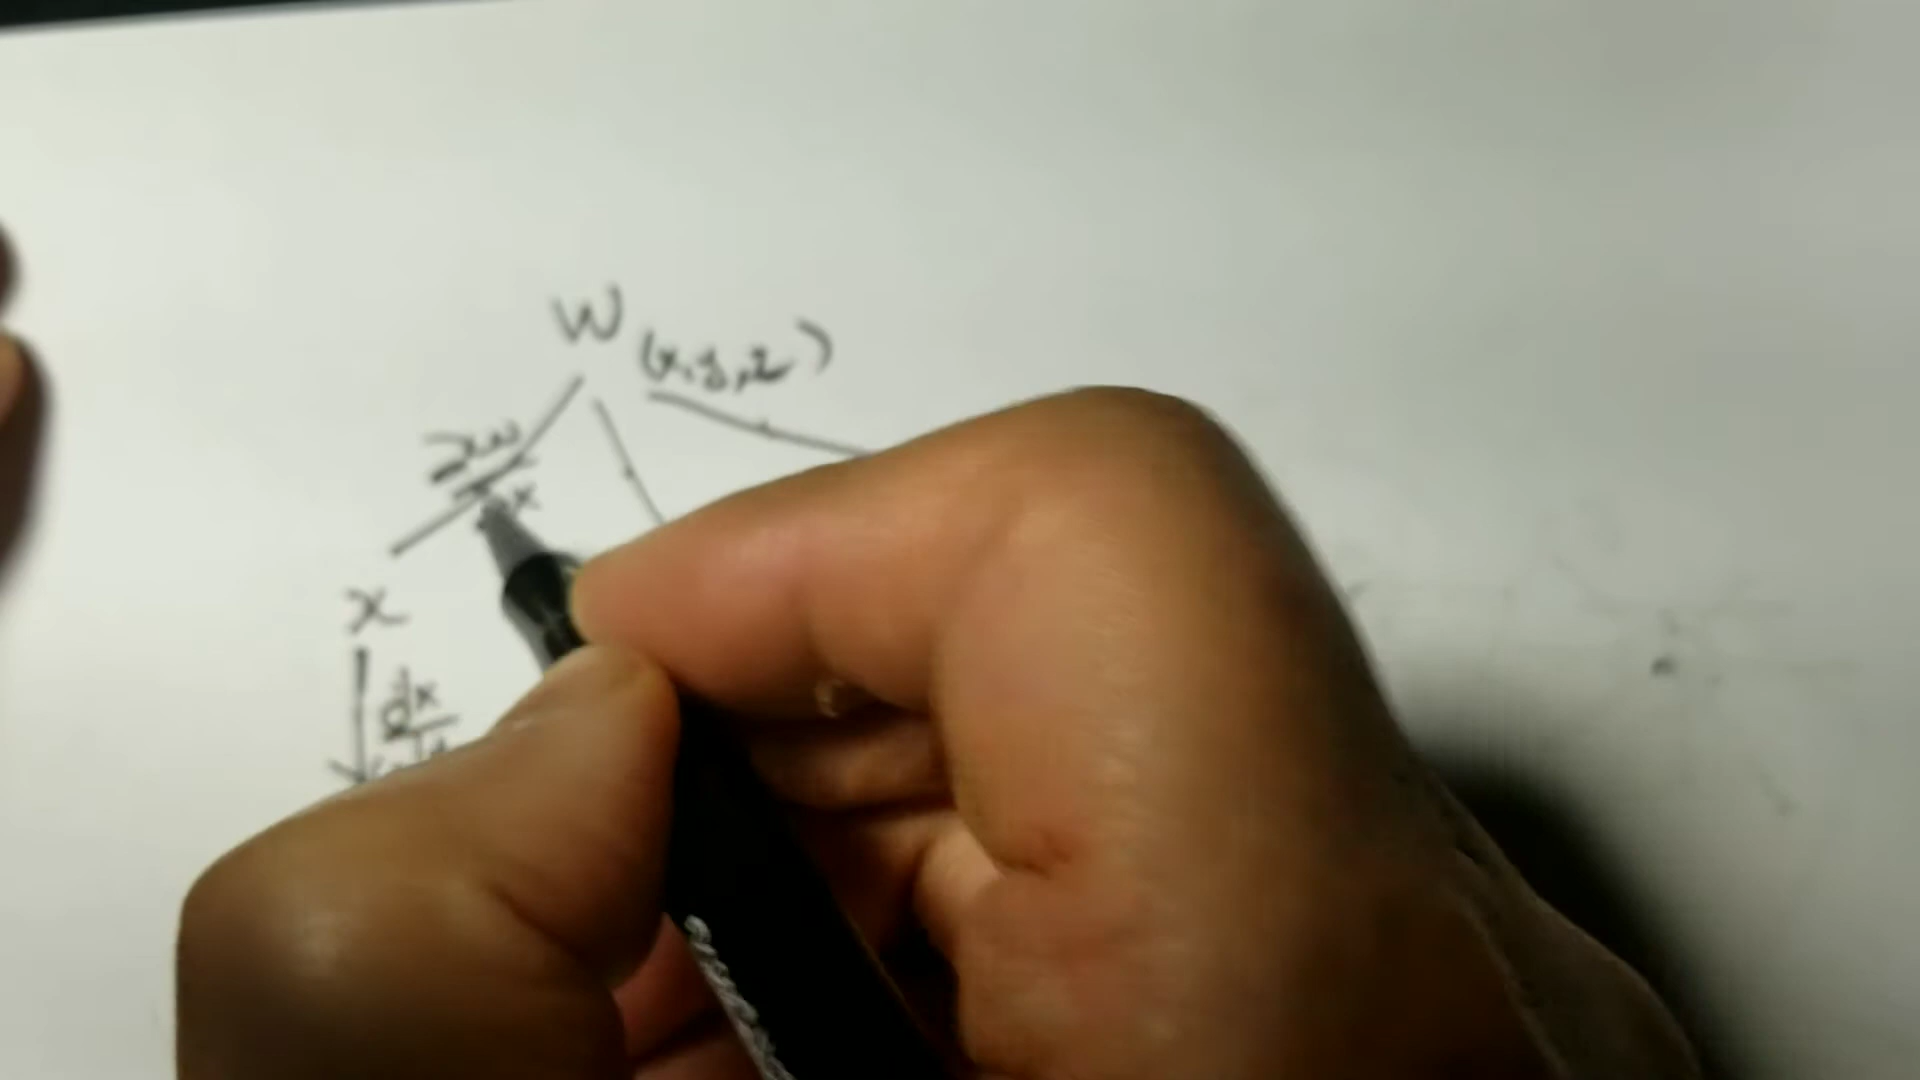 W(x,y,z)
∂w
∂x
x
dx